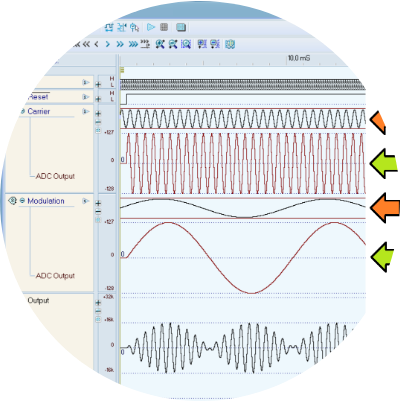 10.0 mS
H
L
Reset
H
L
Carrier
-127
0
ADC Output
-128
Modulation
-127
0
ADC Output
-128
-32k
Output
0
-16k